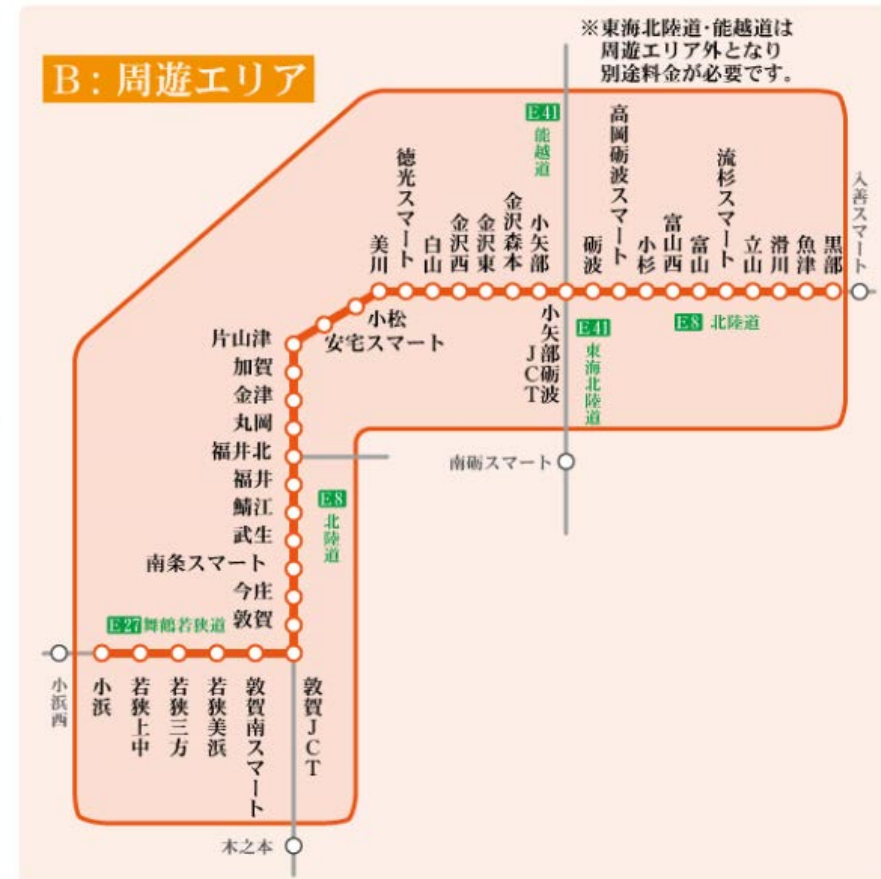 B：周遊エリア
※東海北陸道・能越道は
周遊エリア外となり
別途料金が必要です。
E41
能越道
美川
徳光スマート
白山
金沢西
金沢東
金沢森本
小矢部
砺波
高岡砺波スマート
小杉
富山西
富山
流杉スマート
立山
滑川
魚津
黒部
入善スマート
小松
安宅スマート
小矢部砺波
JCT
E41
東海北陸道
E8 北陸道
南砺スマート
片山津
加賀
金津
丸岡
福井北
福井
鯖江
武生
南条スマート
今庄
敦賀
E8
北陸道
E27 舞鶴若狭道
小浜西
小浜
若狭上中
若狭三方
若狭美浜
敦賀南スマート
敦賀JCT
木之本